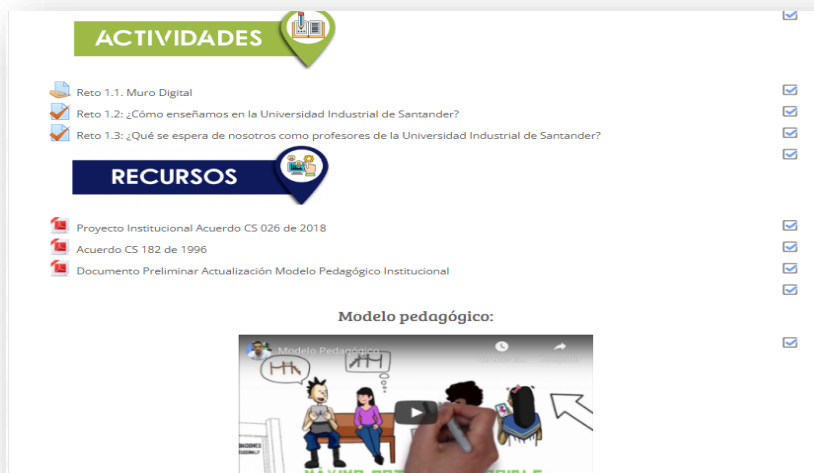 ACTIVIDADES
Reto 1.1. Muro Digital
Reto 1.2: ¿Cómo enseñamos en la Universidad Industrial de Santander?
Reto 1.3: ¿Qué se espera de nosotros como profesores de la Universidad Industrial de Santander?
RECURSOS
Proyecto Institucional Acuerdo CS 026 de 2018
Acuerdo CS 182 de 1996
Documento Preliminar Actualización Modelo Pedagógico Institucional
Modelo pedagógico:
Modelo Pedagógico